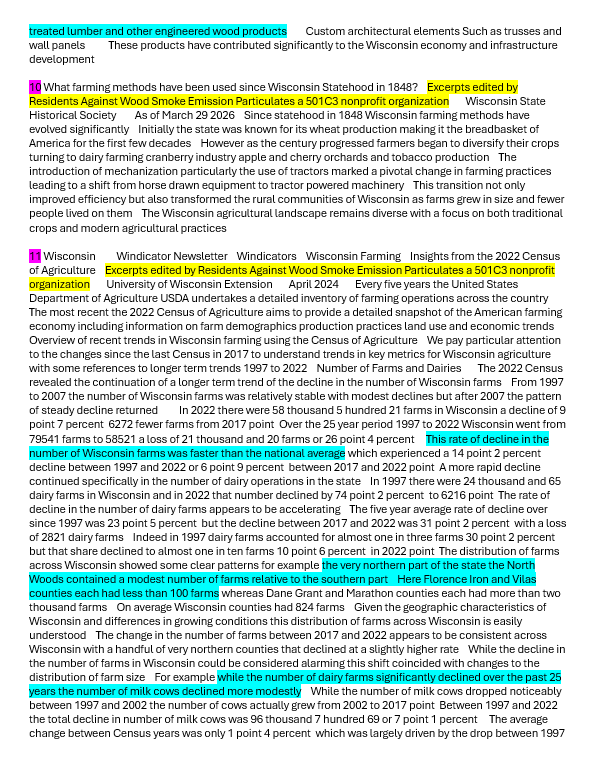 treated lumber and other engineered wood products Custom architectural elements Such as trusses and
wall panels These products have contributed significantly to the Wisconsin economy and infrastructure
development
10 What farming methods have been used since Wisconsin Statehood in 1848? Excerpts edited by
Residents Against Wood Smoke Emission Particulates a 501C3 nonprofit organization Wisconsin State
Historical Society As of March 29 2026 Since statehood in 1848 Wisconsin farming methods have
evolved significantly Initially the state was known for its wheat production making it the breadbasket of
America for the first few decades However as the century progressed farmers began to diversify their crops
turning to dairy farming cranberry industry apple and cherry orchards and tobacco production The
introduction of mechanization particularly the use of tractors marked a pivotal change in farming practices
leading to a shift from horse drawn equipment to tractor powered machinery This transition not only
improved efficiency but also transformed the rural communities of Wisconsin as farms grew in size and fewer
people lived on them The Wisconsin agricultural landscape remains diverse with a focus on both traditional
crops and modern agricultural practices
11 Wisconsin Windicator Newsletter Windicators Wisconsin Farming Insights from the 2022 Census
of Agriculture Excerpts edited by Residents Against Wood Smoke Emission Particulates a 501C3 nonprofit
organization University of Wisconsin Extension April 2024 Every five years the United States
Department of Agriculture USDA undertakes a detailed inventory of farming operations across the country
The most recent the 2022 Census of Agriculture aims to provide a detailed snapshot of the American farming
economy including information on farm demographics production practices land use and economic trends
Overview of recent trends in Wisconsin farming using the Census of Agriculture We pay particular attention
to the changes since the last Census in 2017 to understand trends in key metrics for Wisconsin agriculture
with some references to longer term trends 1997 to 2022 Number of Farms and Dairies The 2022 Census
revealed the continuation of a longer term trend of the decline in the number of Wisconsin farms From 1997
to 2007 the number of Wisconsin farms was relatively stable with modest declines but after 2007 the pattern
of steady decline returned In 2022 there were 58 thousand 5 hundred 21 farms in Wisconsin a decline of 9
point 7 percent 6272 fewer farms from 2017 point Over the 25 year period 1997 to 2022 Wisconsin went from
79541 farms to 58521 a loss of 21 thousand and 20 farms or 26 point 4 percent This rate of decline in the
number of Wisconsin farms was faster than the national average which experienced a 14 point 2 percent
decline between 1997 and 2022 or 6 point 9 percent between 2017 and 2022 point A more rapid decline
continued specifically in the number of dairy operations in the state In 1997 there were 24 thousand and 65
dairy farms in Wisconsin and in 2022 that number declined by 74 point 2 percent to 6216 point The rate of
decline in the number of dairy farms appears to be accelerating The five year average rate of decline over
since 1997 was 23 point 5 percent but the decline between 2017 and 2022 was 31 point 2 percent with a loss
of 2821 dairy farms Indeed in 1997 dairy farms accounted for almost one in three farms 30 point 2 percent
but that share declined to almost one in ten farms 10 point 6 percent in 2022 point The distribution of farms
across Wisconsin showed some clear patterns for example the very northern part of the state the North
Woods contained a modest number of farms relative to the southern part Here Florence Iron and Vilas
counties each had less than 100 farms whereas Dane Grant and Marathon counties each had more than two
thousand farms On average Wisconsin counties had 824 farms Given the geographic characteristics of
Wisconsin and differences in growing conditions this distribution of farms across Wisconsin is easily
understood The change in the number of farms between 2017 and 2022 appears to be consistent across
Wisconsin with a handful of very northern counties that declined at a slightly higher rate While the decline in
the number of farms in Wisconsin could be considered alarming this shift coincided with changes to the
distribution of farm size For example while the number of dairy farms significantly declined over the past 25
years the number of milk cows declined more modestly While the number of milk cows dropped noticeably
between 1997 and 2002 the number of cows actually grew from 2002 to 2017 point Between 1997 and 2022
the total decline in number of milk cows was 96 thousand 7 hundred 69 or 7 point 1 percent The average
change between Census years was only 1 point 4 percent which was largely driven by the drop between 1997